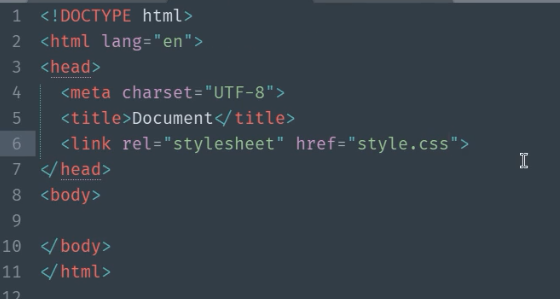 1 <!DOCTYPE html>
2 <html lang="en">
3 <head>
4 <meta charset="UTF-8">
5 <title>Document</title>
6 <link rel="stylesheet" href="style.css">
7 </head>
8 <body>
9
10 </body>
11 </html>
12